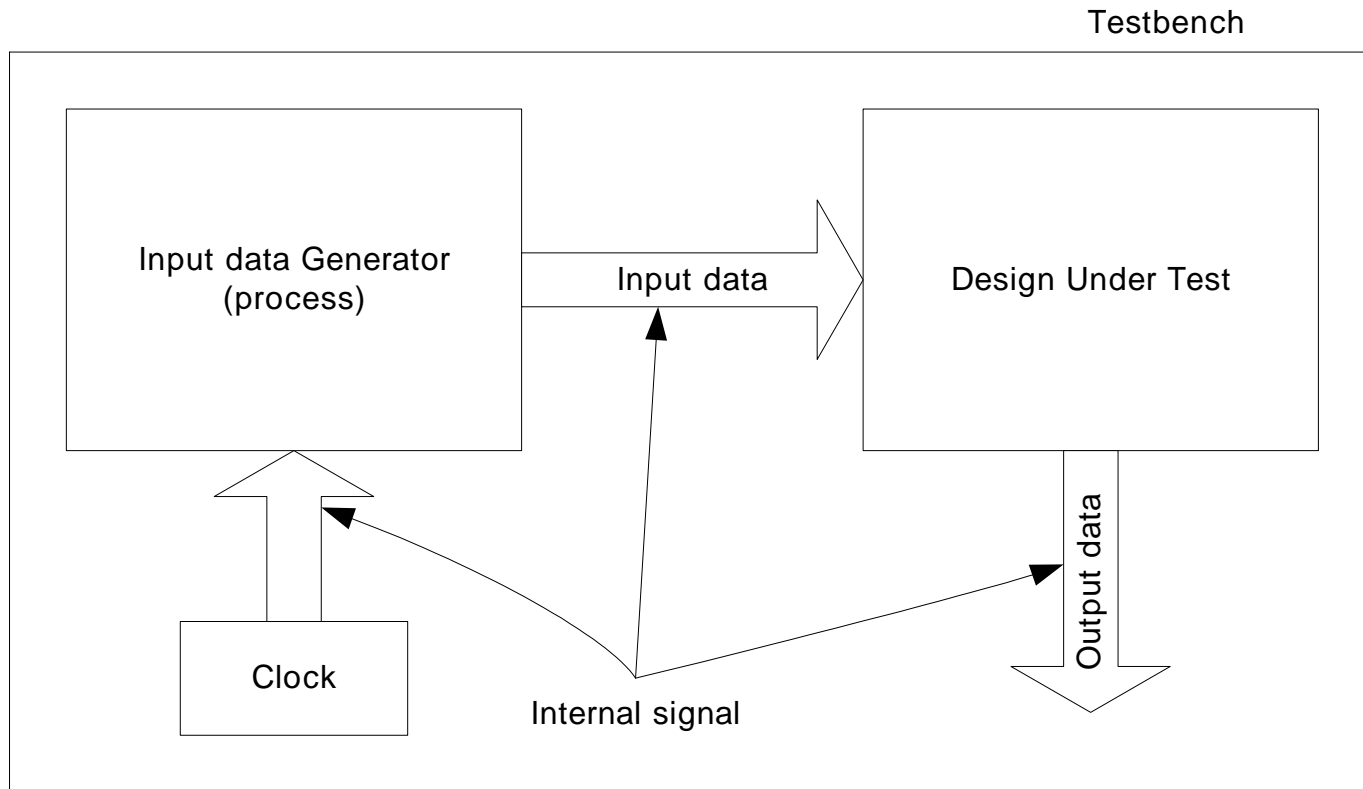 Testbench
Input data Generator
(process)
Input data
Design Under Test
Output data
Clock
Internal signal